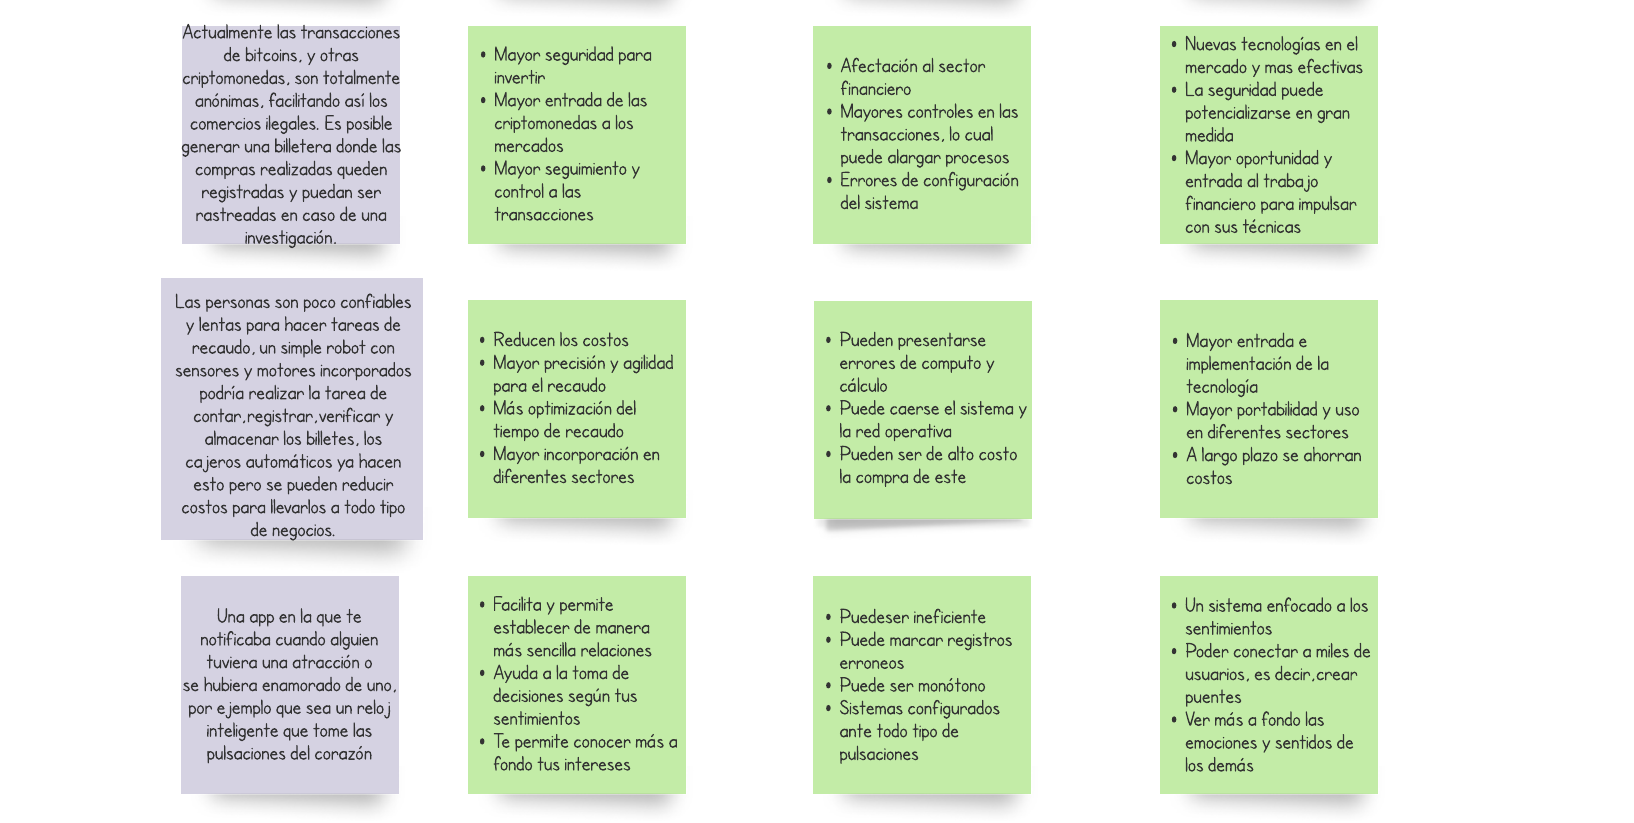 Actualmente las transacciones
de bitcoins, y otras
criptomonedas, son totalmente
anónimas, facilitando así los
comercios ilegales. Es posible
generar una billetera donde las
compras realizadas queden
registradas y puedan ser
rastreadas en caso de una
investigación.
• Mayor seguridad para
invertir
• Mayor entrada de las
criptomonedas a los
mercados
• Mayor seguimiento y
control a las
transacciones
• Afectación al sector
financiero
• Mayores controles en las
transacciones, lo cual
puede alargar procesos
• Errores de configuración
del sistema
• Nuevas tecnologías en el
mercado y mas efectivas
• La seguridad puede
potencializarse en gran
medida
• Mayor oportunidad y
entrada al trabajo
financiero para impulsar
con sus técnicas
Las personas son poco confiables
y lentas para hacer tareas de
recaudo, un simple robot con
sensores y motores incorporados
podría realizar la tarea de
contar,registrar,verificar y
almacenar los billetes, los
cajeros automáticos ya hacen
esto pero se pueden reducir
costos para llevarlos a todo tipo
de negocios.
• Reducen los costos
• Mayor precisión y agilidad
para el recaudo
• Más optimización del
tiempo de recaudo
• Mayor incorporación en
diferentes sectores
• Pueden presentarse
errores de computo y
cálculo
• Puede caerse el sistema y
la red operativa
• Pueden ser de alto costo
la compra de este
• Mayor entrada e
implementación de la
tecnología
• Mayor portabilidad y uso
en diferentes sectores
• A largo plazo se ahorran
costos
Una app en la que te
notificaba cuando alguien
tuviera una atracción o
se hubiera enamorado de uno,
por ejemplo que sea un reloj
inteligente que tome las
pulsaciones del corazón
• Facilita y permite
establecer de manera
más sencilla relaciones
• Ayuda a la toma de
decisiones según tus
sentimientos
• Te permite conocer más a
fondo tus intereses
• Puedeser ineficiente
• Puede marcar registros
erroneos
• Puede ser monótono
• Sistemas configurados
ante todo tipo de
pulsaciones
• Un sistema enfocado a los
sentimientos
• Poder conectar a miles de
usuarios, es decir,crear
puentes
• Ver más a fondo las
emociones y sentidos de
los demás